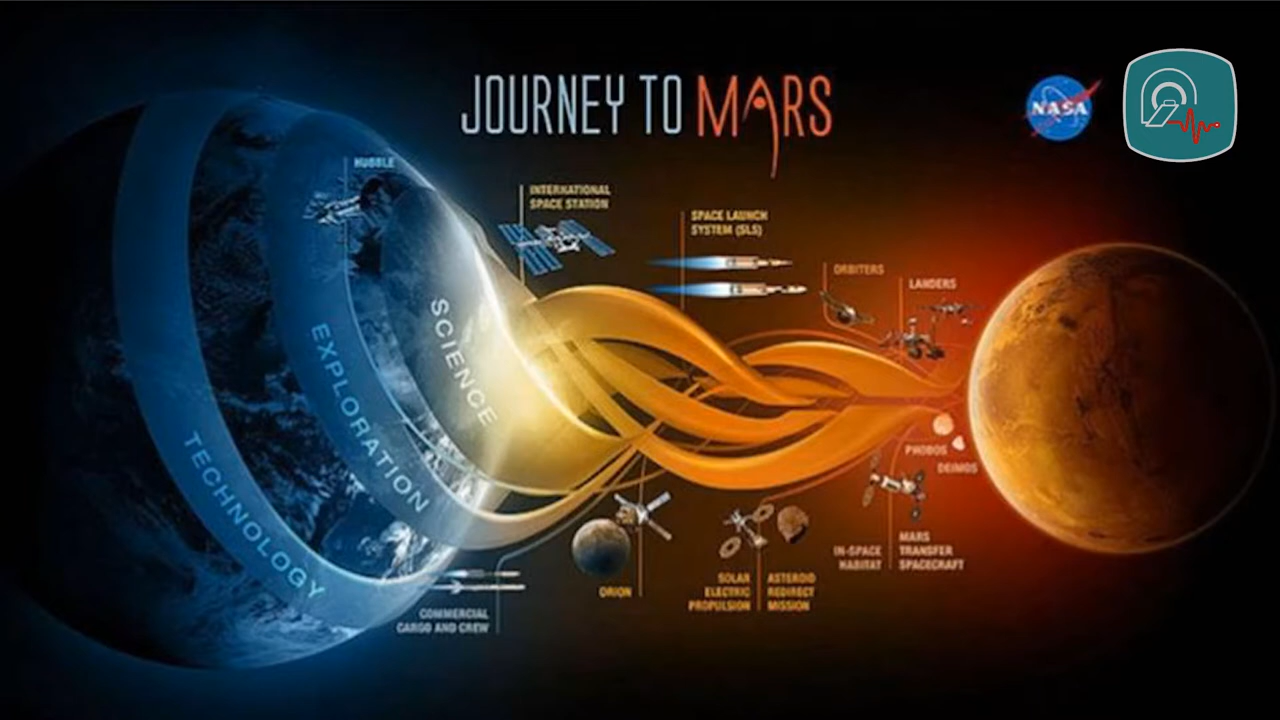 JOURNEY TO MARS
NASA
HUBBLE
INTERNATIONAL
SPACE STATION
SPACE LAUNCH
SYSTEM (SLS)
ORBITERS
LANDERS
SCIENCE
EXPLORATION
TECHNOLOGY
PHOBOS
DEIMOS
COMMERCIAL
CARGO AND CREW
ORION
SOLAR
ELECTRIC
PROPULSION
ASTEROID
REDIRECT
MISSION
IN-SPACE
HABITAT
MARS
TRANSFER
SPACECRAFT